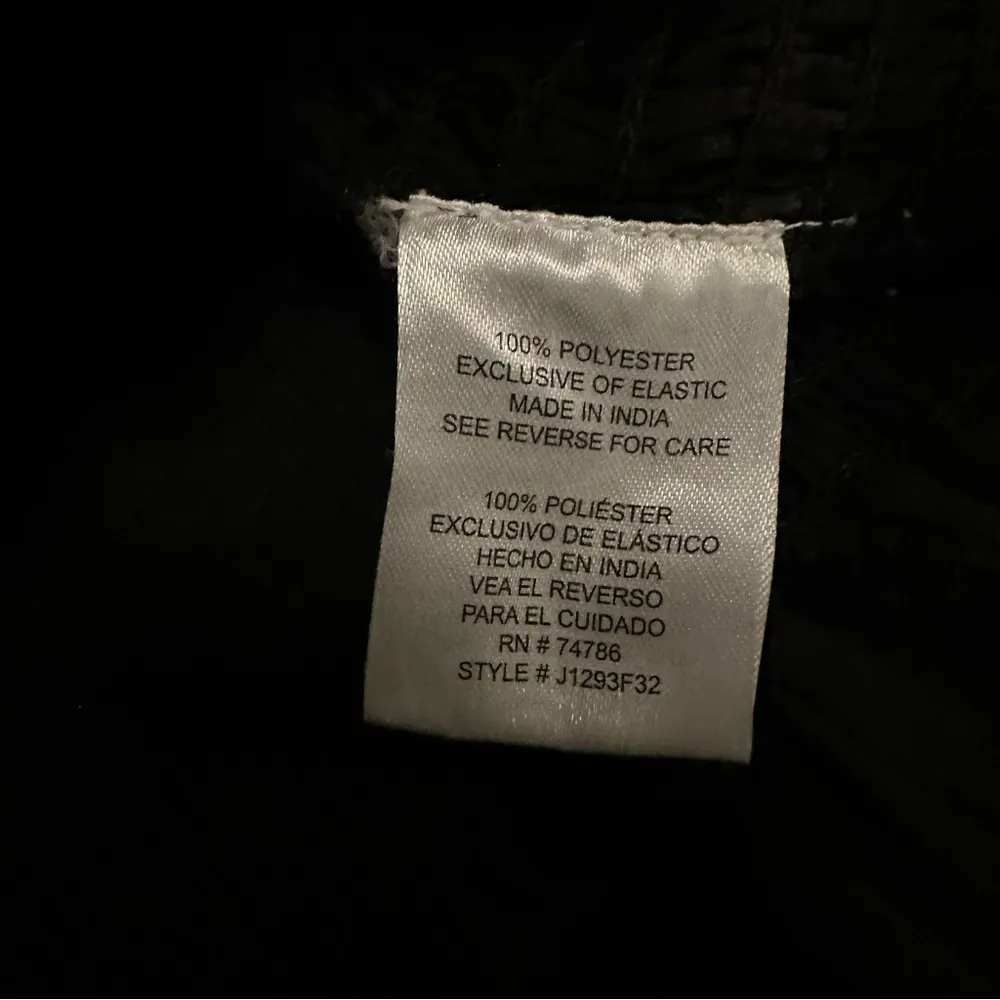 100% POLYESTER
EXCLUSIVE OF ELASTIC
MADE IN INDIA
SEE REVERSE FOR CARE
100% POLIÉSTER
EXCLUSIVO DE ELÁSTICO
HECHO EN INDIA
VEA EL REVERSO
PARA EL CUIDADO
RN # 74786
STYLE # J1293F32